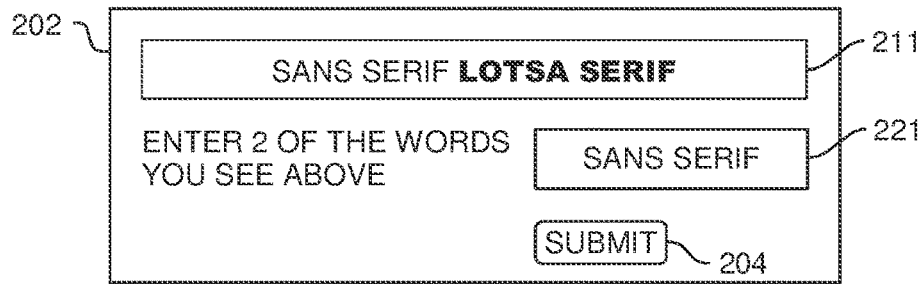 202
SANS SERIF LOTSA SERIF
211
ENTER 2 OF THE WORDS
YOU SEE ABOVE
SANS SERIF
221
SUBMIT
204